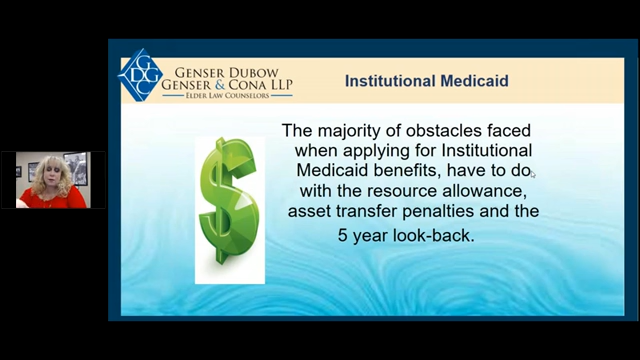 GDGC
GENSER DUBOW
GENSER & CONA LLP
ELDER LAW COUNSELORS
Institutional Medicaid
The majority of obstacles faced
when applying for Institutional
Medicaid benefits, have to do
with the resource allowance,
asset transfer penalties and the
5 year look-back.